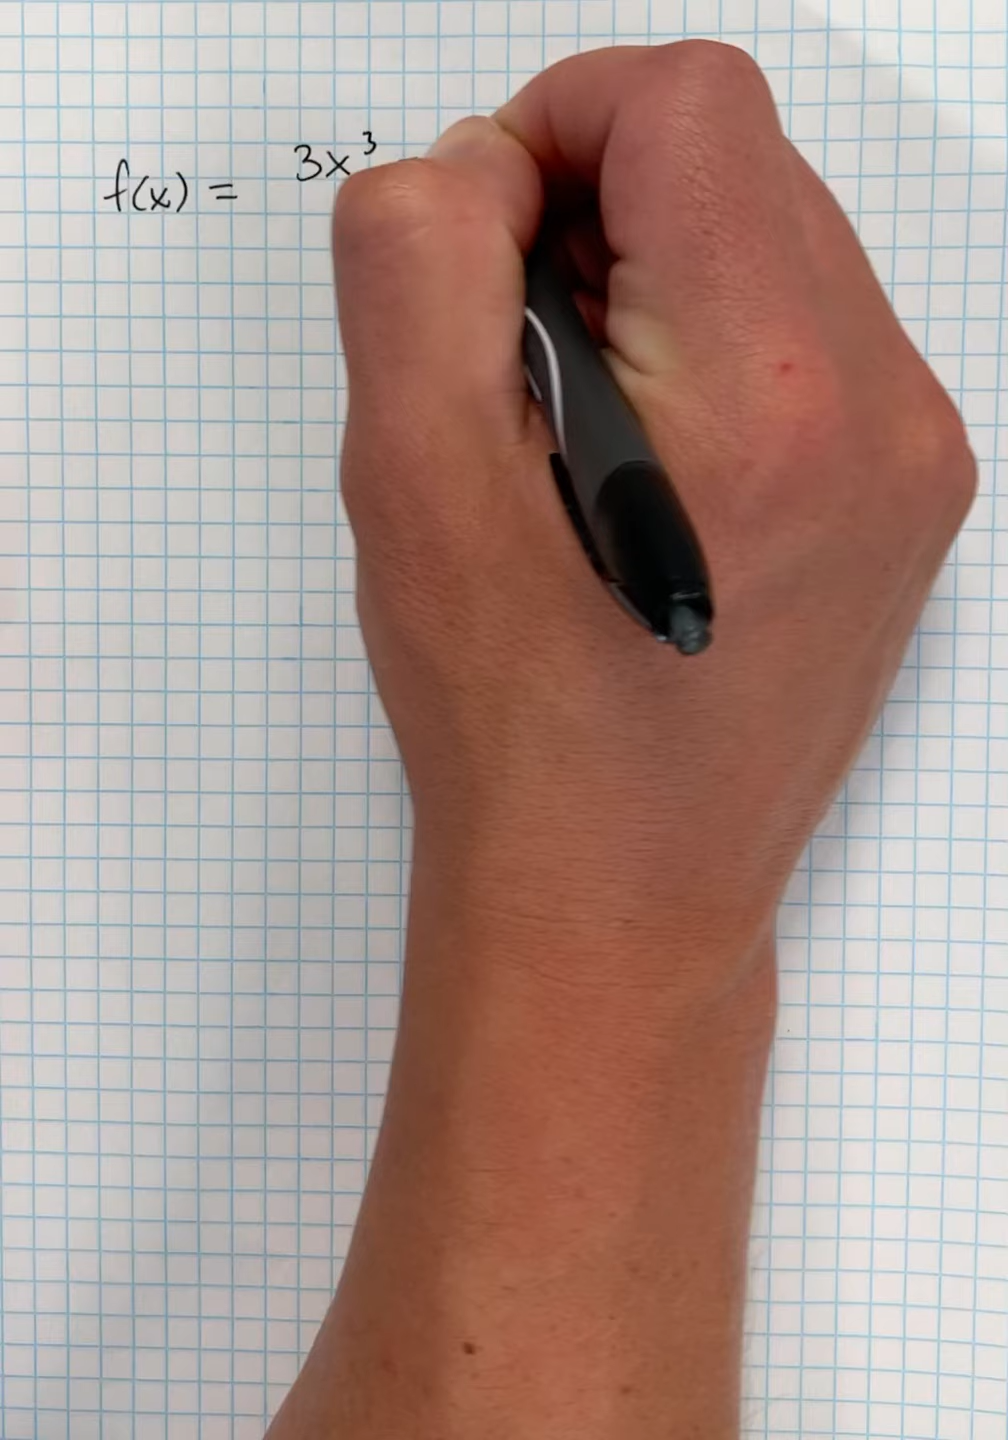 f(x) = 3x³